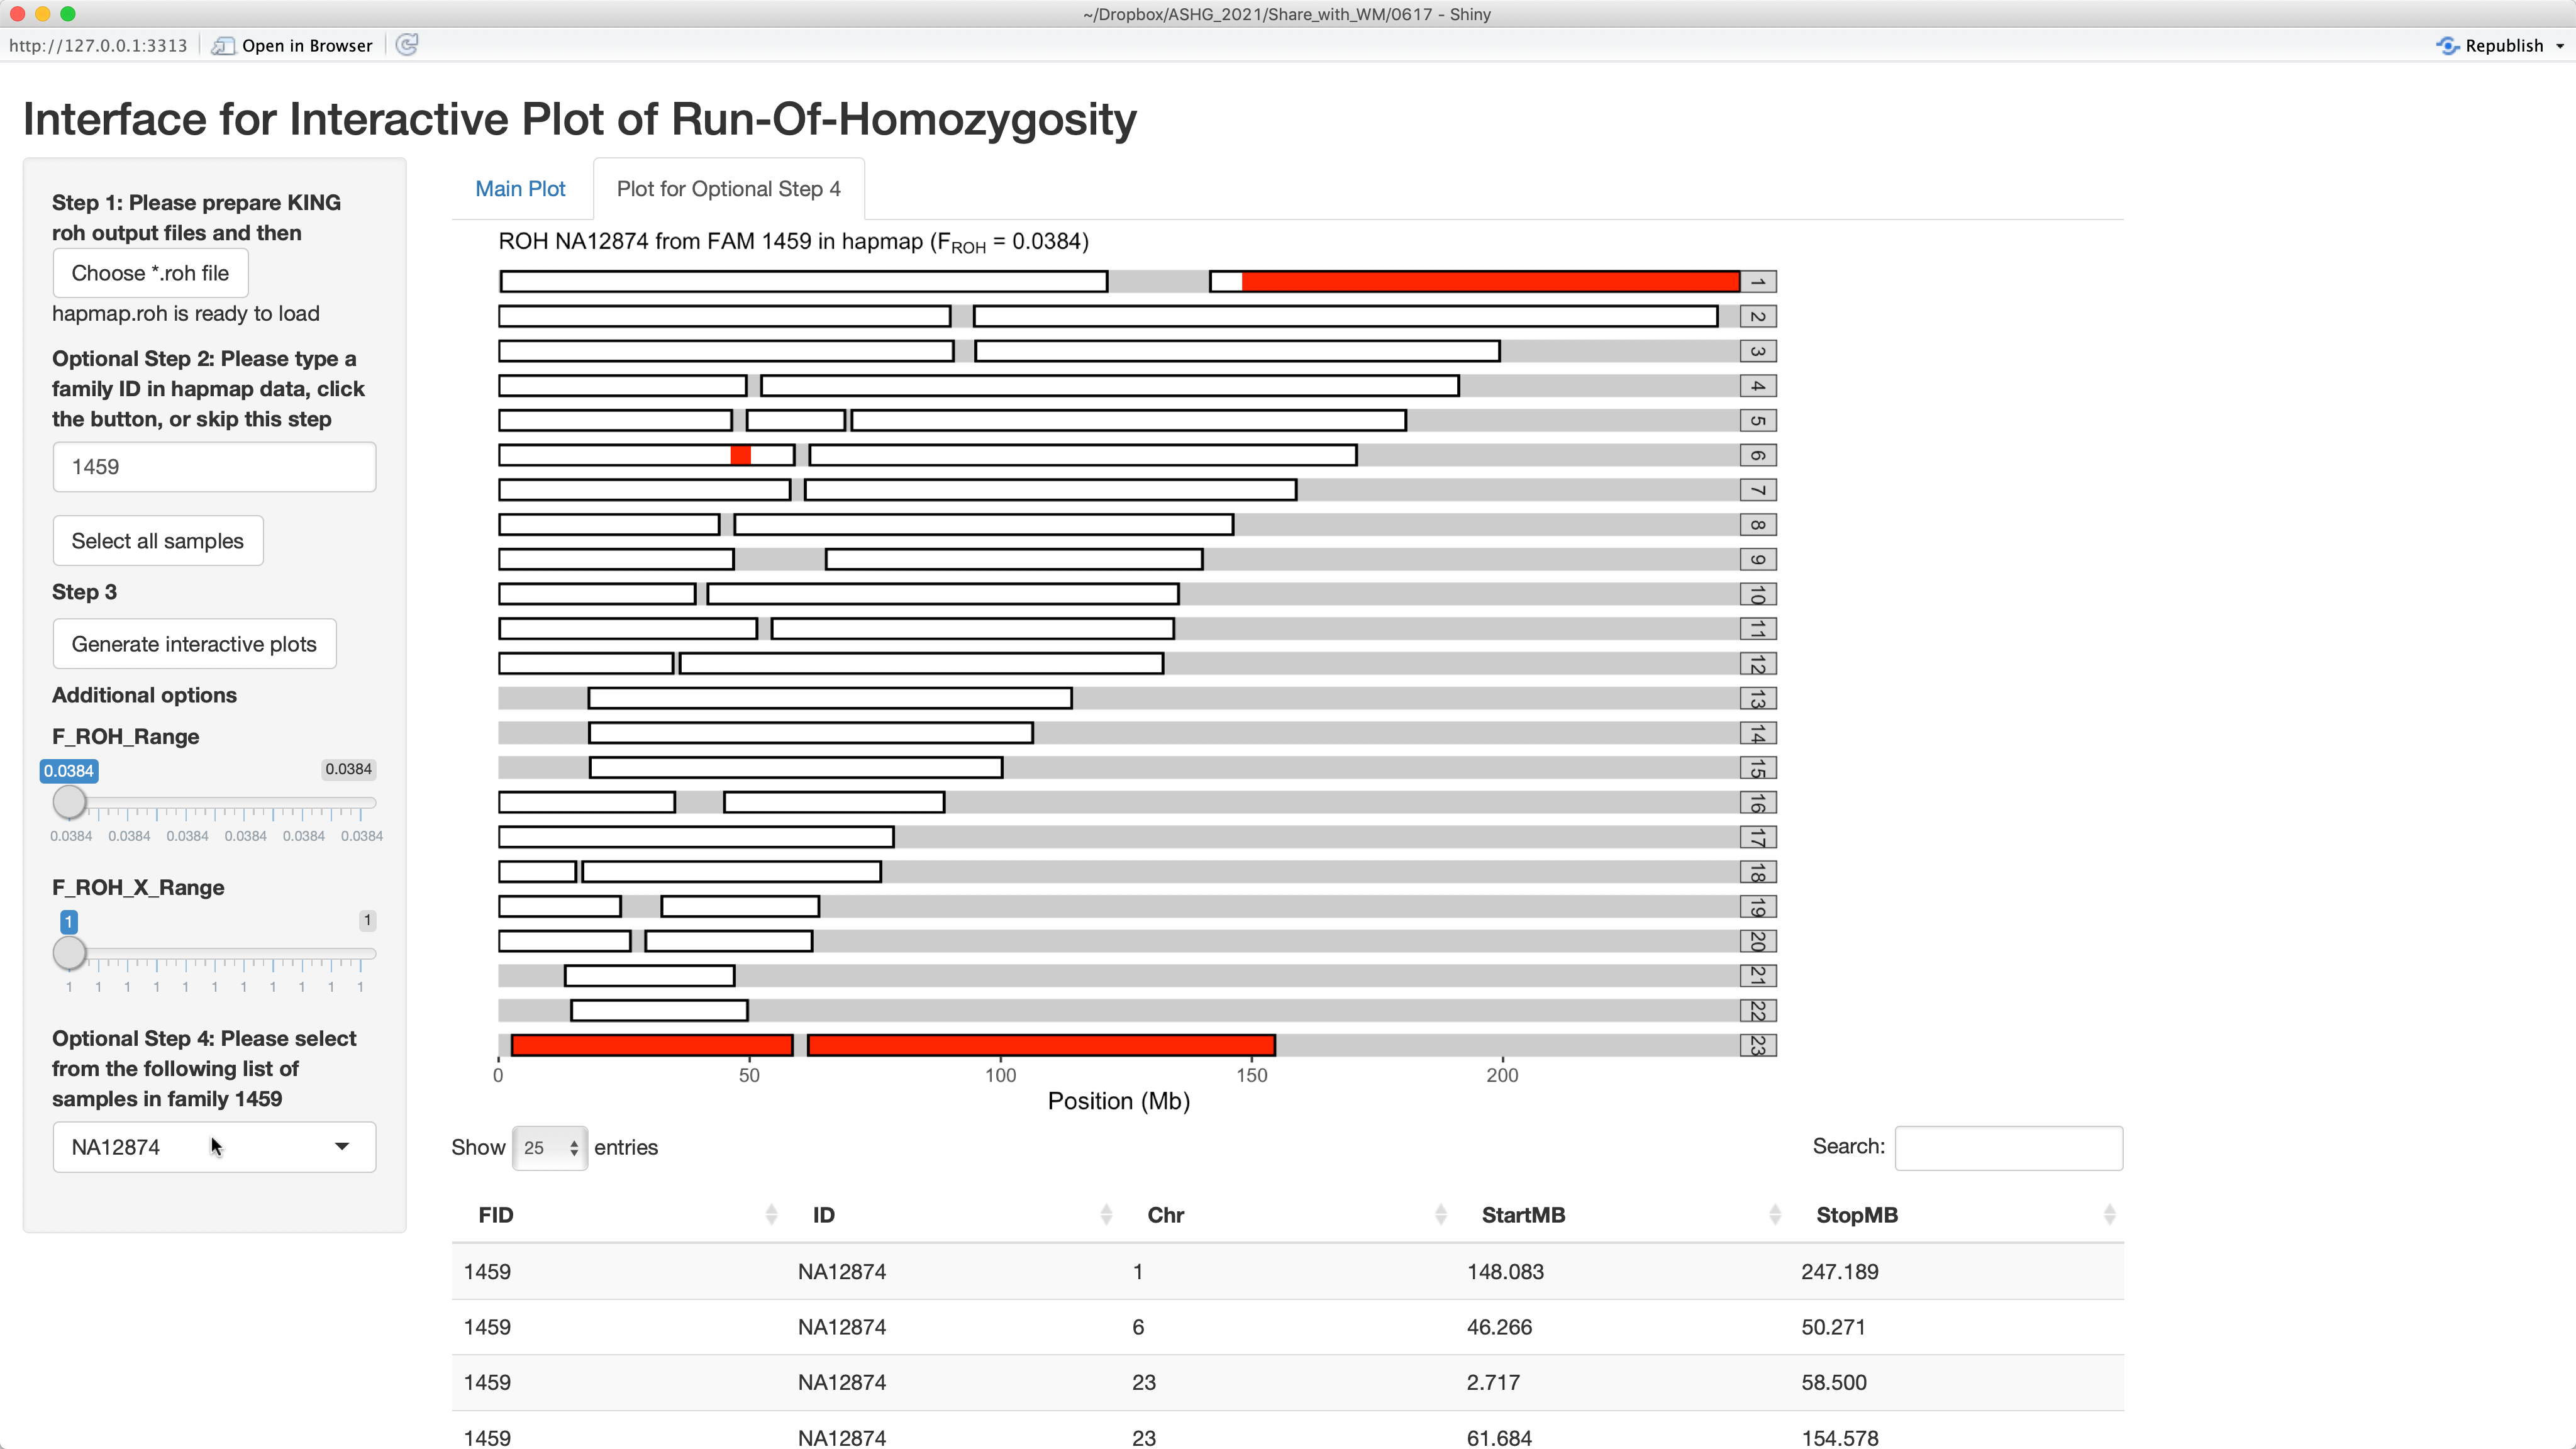 ~/Dropbox/ASHG_2021/Share_with_WM/0617 - Shiny
http://127.0.0.1:3313 Open in Browser Republish
Interface for Interactive Plot of Run-Of-Homozygosity
Step 1: Please prepare KING
roh output files and then
Choose *.roh file
hapmap.roh is ready to load
Optional Step 2: Please type a
family ID in hapmap data, click
the button, or skip this step
1459
Select all samples
Step 3
Generate interactive plots
Additional options
F_ROH_Range
0.0384 0.0384
0.0384 0.0384 0.0384 0.0384 0.0384 0.0384
F_ROH_X_Range
1 1
1 1 1 1 1 1 1 1 1 1 1
Optional Step 4: Please select
from the following list of
samples in family 1459
NA12874
Main Plot Plot for Optional Step 4
ROH NA12874 from FAM 1459 in hapmap (FROH = 0.0384)
1
2
3
4
5
6
7
8
9
10
11
12
13
14
15
16
17
18
19
20
21
22
23
0 50 100 150 200
Position (Mb)
Show 25 entries Search:
FID ID Chr StartMB StopMB
1459 NA12874 1 148.083 247.189
1459 NA12874 6 46.266 50.271
1459 NA12874 23 2.717 58.500
1459 NA12874 23 61.684 154.578